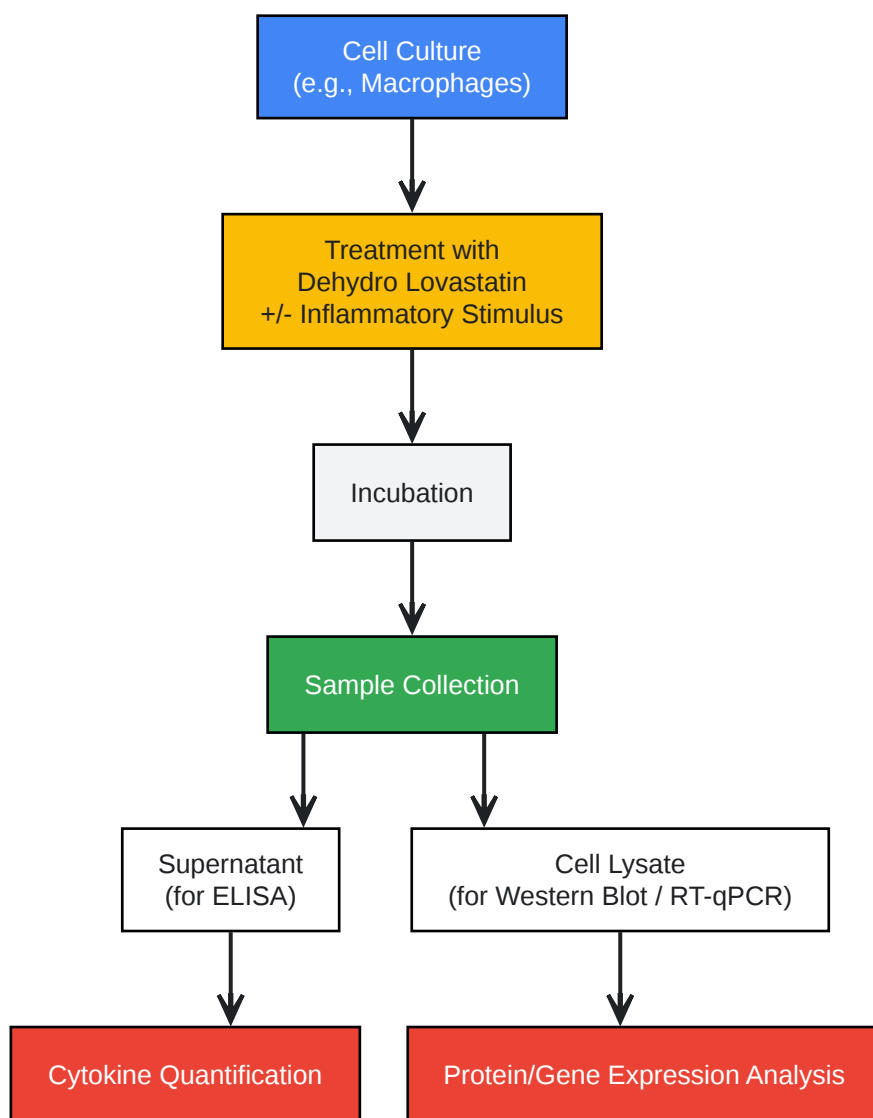 Cell Culture
(e.g., Macrophages)
Treatment with
Dehydro Lovastatin
+/- Inflammatory Stimulus
Incubation
Sample Collection
Supernatant
(for ELISA)
Cell Lysate
(for Western Blot / RT-qPCR)
Cytokine Quantification
Protein/Gene Expression Analysis